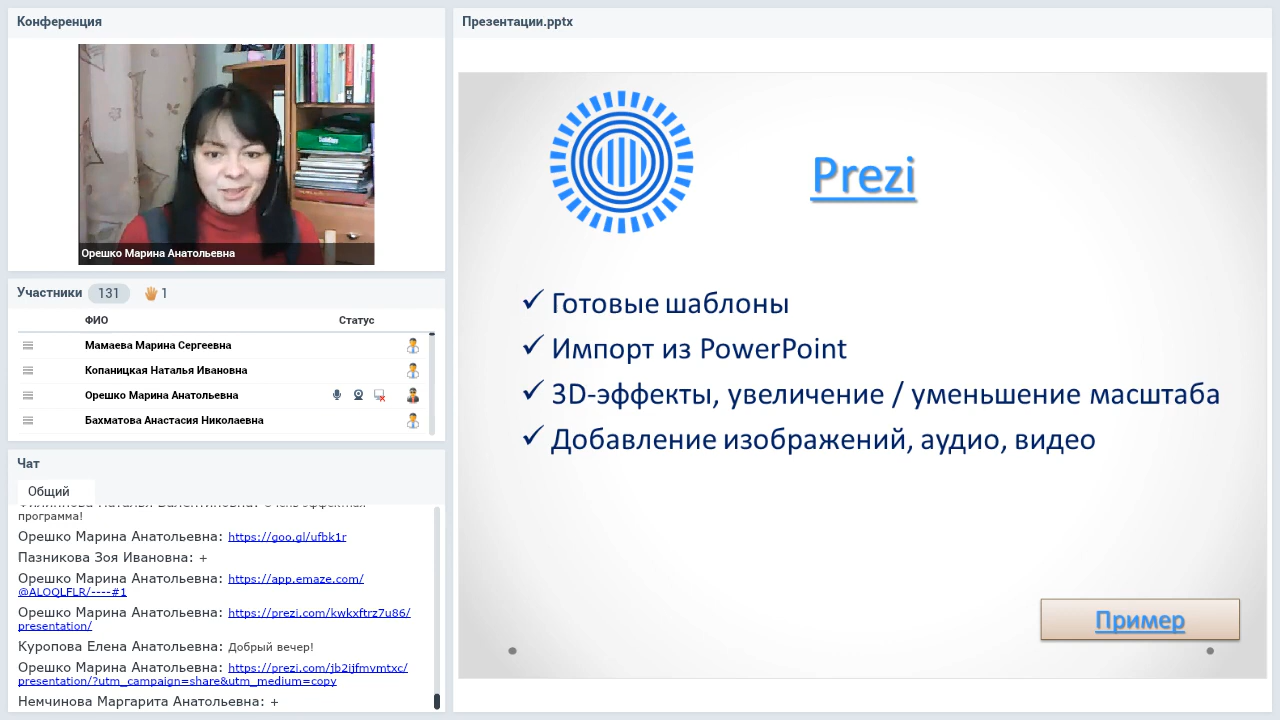 Конференция
Орешко Марина Анатольевна
Участники 131 1
ФИО Статус
Мамаева Марина Сергеевна
Копаницкая Наталья Ивановна
Орешко Марина Анатольевна
Бахматова Анастасия Николаевна
Чат
Общий
программа!
Орешко Марина Анатольевна: https://goo.gl/ufbk1r
Пазникова Зоя Ивановна: +
Орешко Марина Анатольевна: https://app.emaze.com/
@ALOQLFLR/----#1
Орешко Марина Анатольевна: https://prezi.com/kwkxftrz7u86/
presentation/
Куропова Елена Анатольевна: Добрый вечер!
Орешко Марина Анатольевна: https://prezi.com/jb2ijfmvmtxc/
presentation/?utm_campaign=share&utm_medium=copy
Немчинова Маргарита Анатольевна: +
Презентации.pptx
Prezi
✓ Готовые шаблоны
✓ Импорт из PowerPoint
✓ 3D-эффекты, увеличение / уменьшение масштаба
✓ Добавление изображений, аудио, видео
Пример